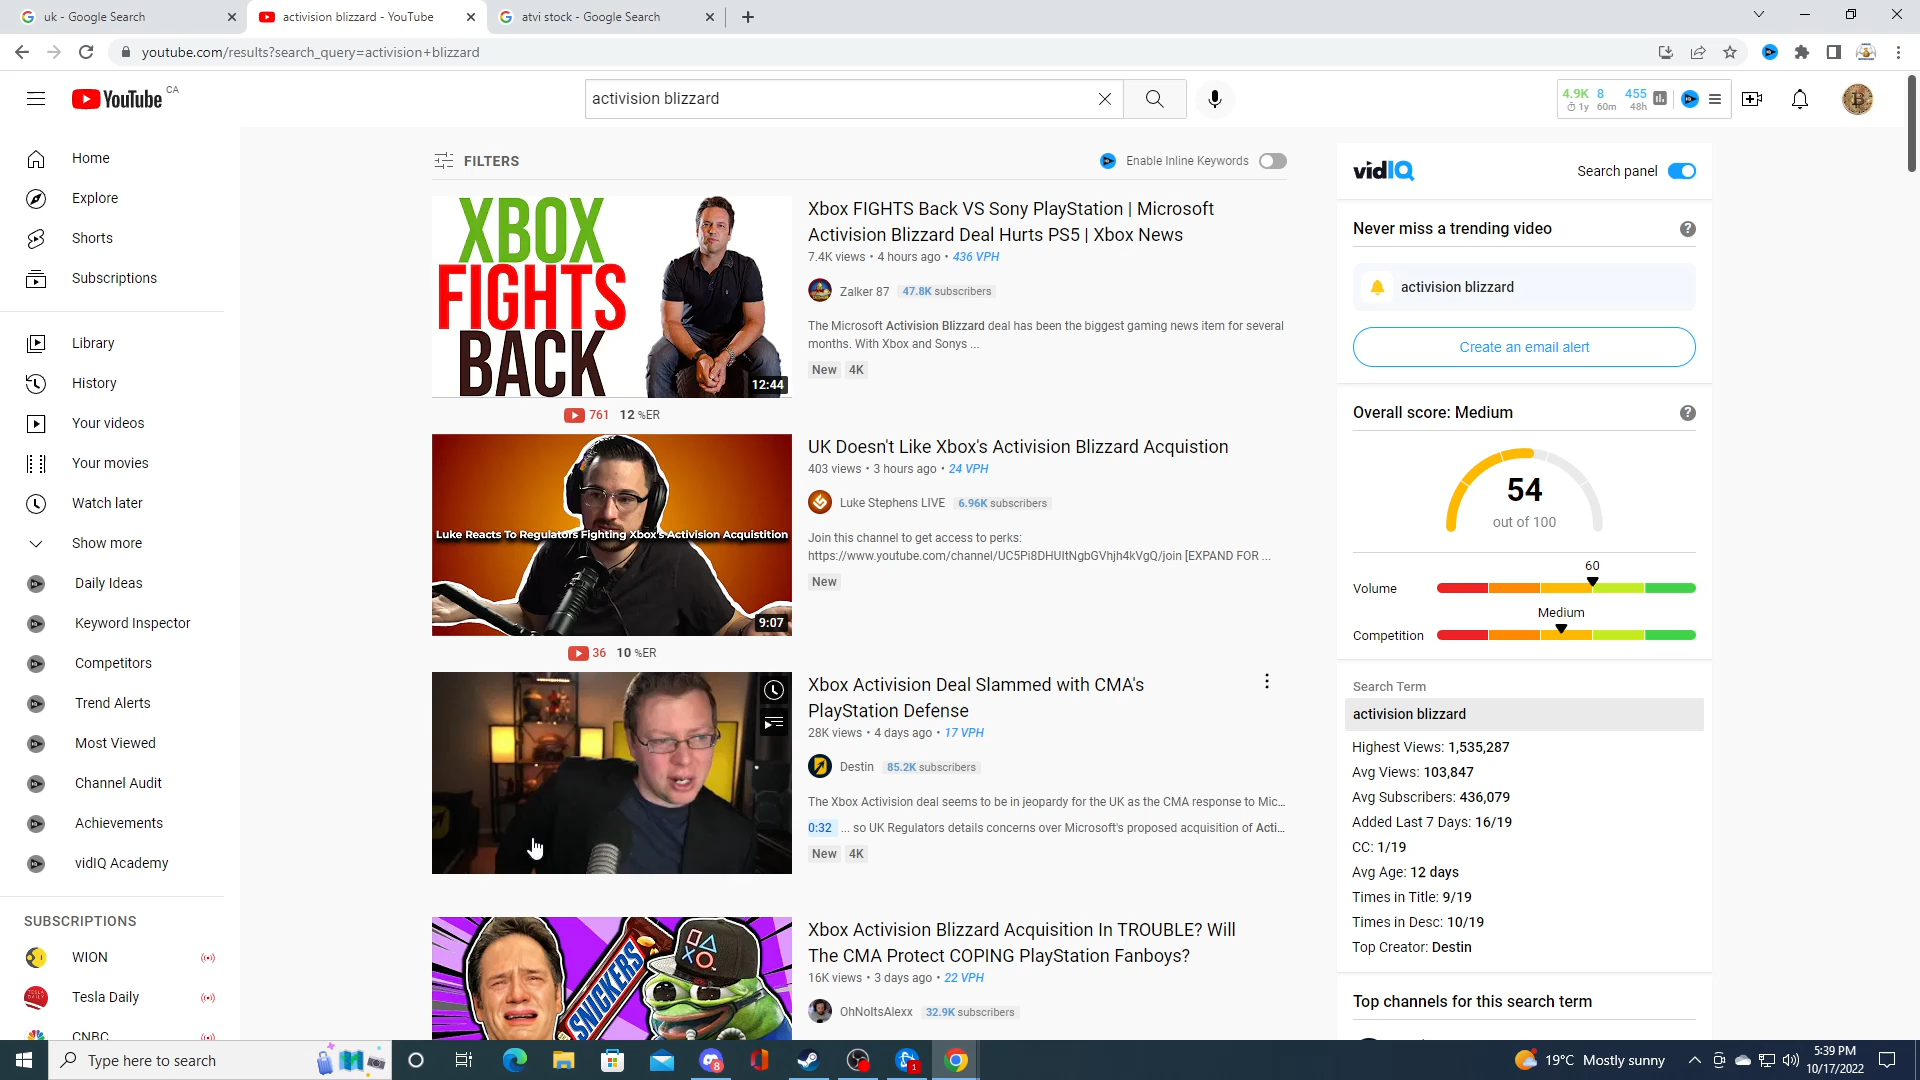 uk - Google Search
activision blizzard - YouTube
atvi stock - Google Search
youtube.com/results?search_query=activision+blizzard
YouTube CA
activision blizzard
4.9K 8 455
1y 60m 48h
Home
Explore
Shorts
Subscriptions
Library
History
Your videos
Your movies
Watch later
Show more
Daily Ideas
Keyword Inspector
Competitors
Trend Alerts
Most Viewed
Channel Audit
Achievements
vidIQ Academy
SUBSCRIPTIONS
WION
Tesla Daily
CNBC
FILTERS
Enable Inline Keywords
XBOX
FIGHTS
BACK
12:44
761 12 %ER
Xbox FIGHTS Back VS Sony PlayStation | Microsoft
Activision Blizzard Deal Hurts PS5 | Xbox News
7.4K views • 4 hours ago • 436 VPH
Zalker 87 47.8K subscribers
The Microsoft Activision Blizzard deal has been the biggest gaming news item for several
months. With Xbox and Sonys ...
New 4K
Luke Reacts To Regulators Fighting Xbox's Activision Acquistition
9:07
36 10 %ER
UK Doesn't Like Xbox's Activision Blizzard Acquistion
403 views • 3 hours ago • 24 VPH
Luke Stephens LIVE 6.96K subscribers
Join this channel to get access to perks:
https://www.youtube.com/channel/UC5Pi8DHUItNgbGVhjh4kVgQ/join [EXPAND FOR ...
New
Xbox Activision Deal Slammed with CMA's
PlayStation Defense
28K views • 4 days ago • 17 VPH
Destin 85.2K subscribers
The Xbox Activision deal seems to be in jeopardy for the UK as the CMA response to Mic...
0:32 ... so UK Regulators details concerns over Microsoft's proposed acquisition of Acti...
New 4K
SNICKERS
Xbox Activision Blizzard Acquisition In TROUBLE? Will
The CMA Protect COPING PlayStation Fanboys?
16K views • 3 days ago • 22 VPH
OhNoItsAlexx 32.9K subscribers
vidIQ
Search panel
Never miss a trending video
activision blizzard
Create an email alert
Overall score: Medium
54
out of 100
60
Volume
Medium
Competition
Search Term
activision blizzard
Highest Views: 1,535,287
Avg Views: 103,847
Avg Subscribers: 436,079
Added Last 7 Days: 16/19
CC: 1/19
Avg Age: 12 days
Times in Title: 9/19
Times in Desc: 10/19
Top Creator: Destin
Top channels for this search term
Type here to search
8
1
19°C Mostly sunny
5:39 PM
10/17/2022